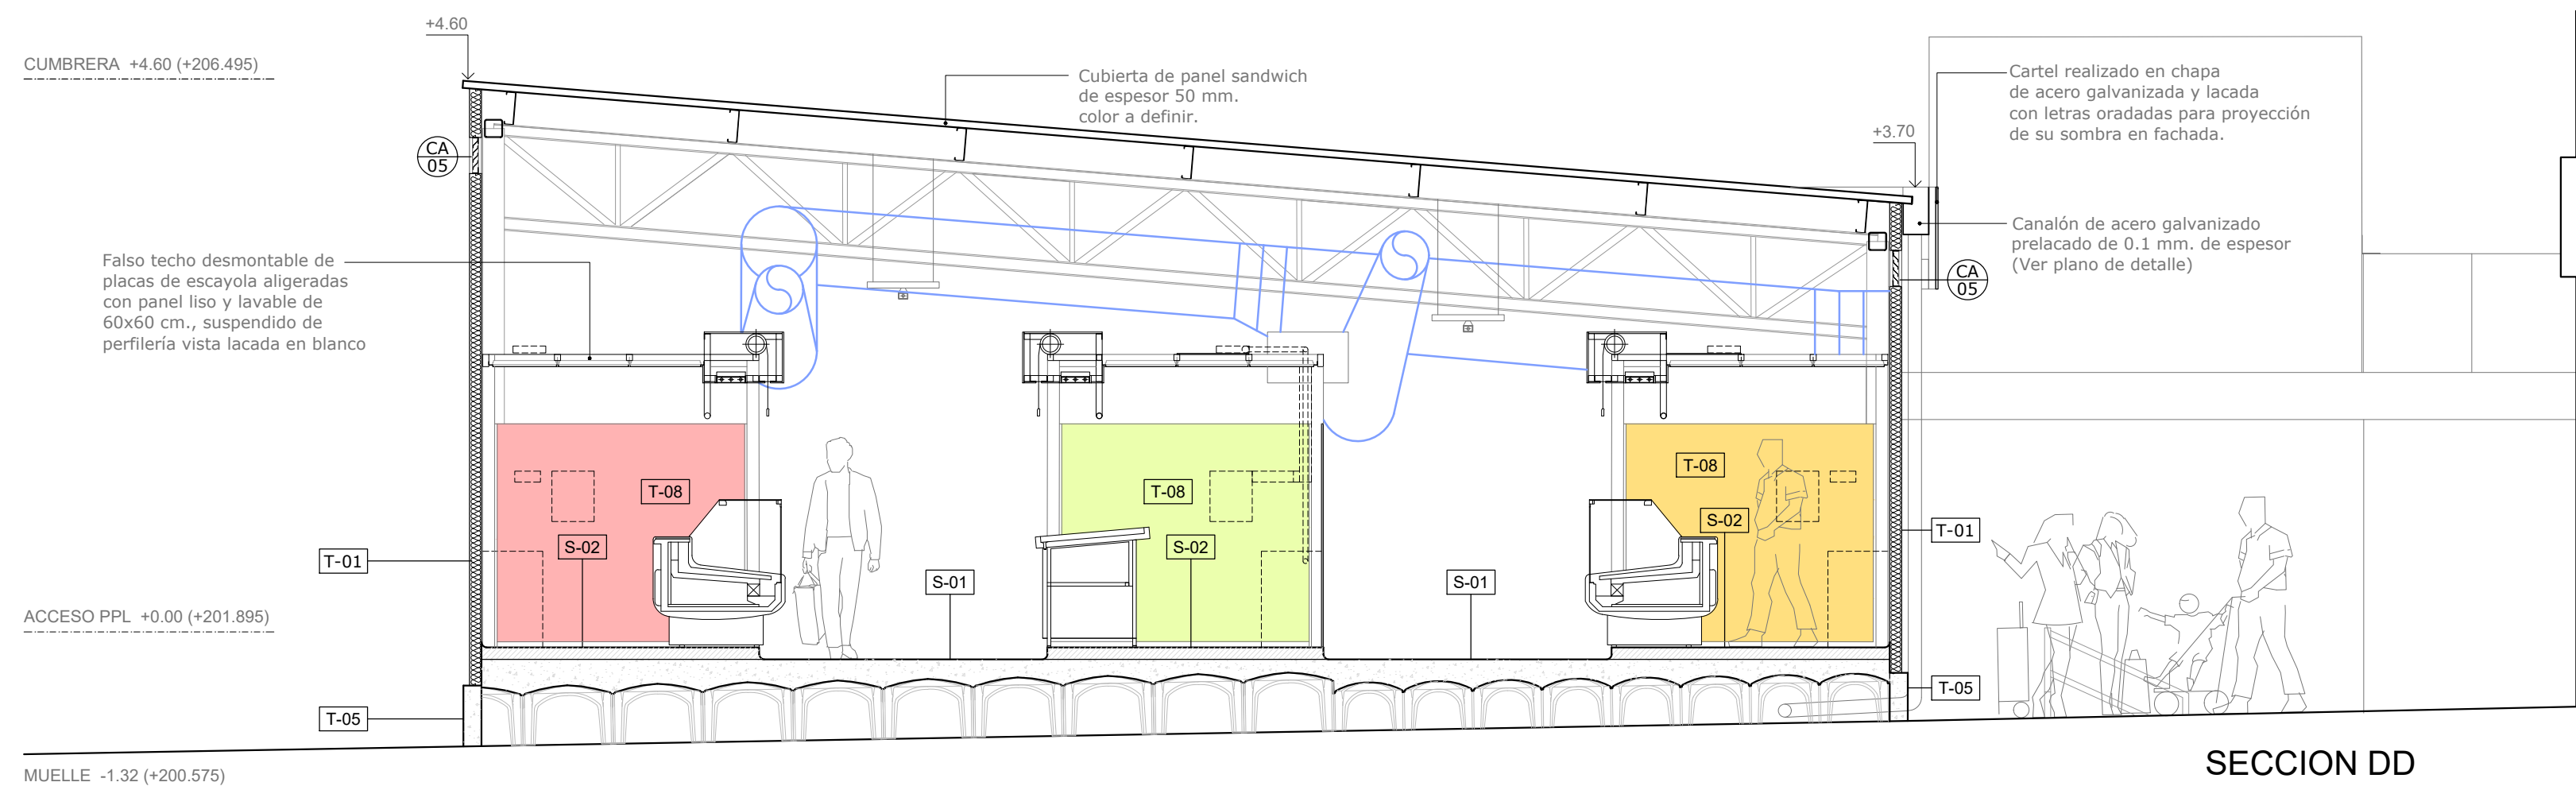 +4.60
CUMBRERA +4.60 (+206.495)
Cubierta de panel sandwich
de espesor 50 mm.
color a definir.
Cartel realizado en chapa
de acero galvanizada y lacada
con letras oradadas para proyección
de su sombra en fachada.
+3.70
CA
05
Canalón de acero galvanizado
prelacado de 0.1 mm. de espesor
(Ver plano de detalle)
CA
05
Falso techo desmontable de
placas de escayola aligeradas
con panel liso y lavable de
60x60 cm., suspendido de
perfilería vista lacada en blanco
T-08
T-08
T-08
S-02
S-02
S-02
T-01
T-01
S-01
S-01
ACCESO PPL +0.00 (+201.895)
T-05
T-05
MUELLE -1.32 (+200.575)
SECCION DD